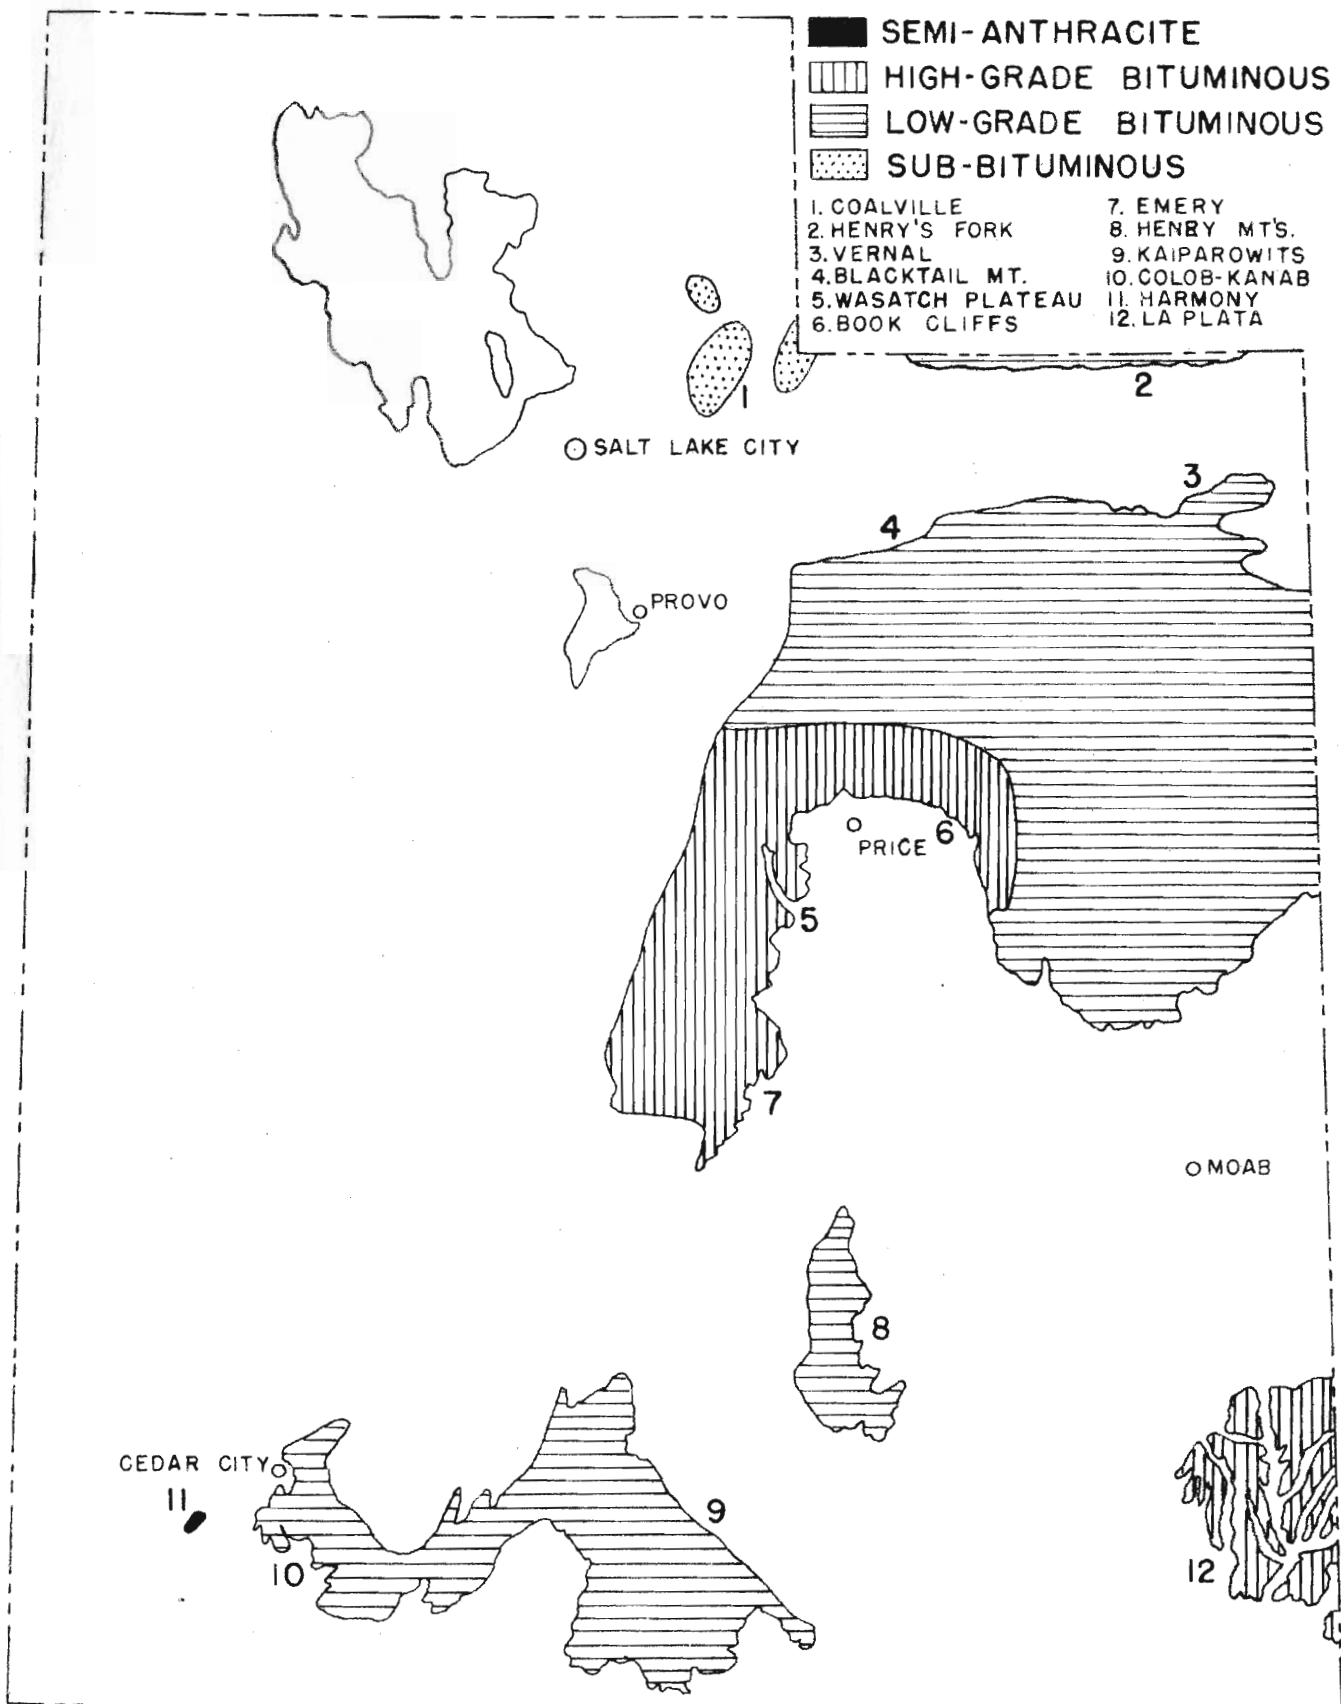 SEMI-ANTHRACITE
HIGH-GRADE BITUMINOUS
LOW-GRADE BITUMINOUS
SUB-BITUMINOUS
1. COALVILLE
2. HENRY'S FORK
3. VERNAL
4. BLACKTAIL MT.
5. WASATCH PLATEAU
6. BOOK CLIFFS
7. EMERY
8. HENRY MT'S.
9. KAIPAROWITS
10. COLOB-KANAB
11. HARMONY
12. LA PLATA
1
2
SALT LAKE CITY
3
4
PROVO
6
PRICE
5
7
MOAB
8
CEDAR CITY
11
9
10
12